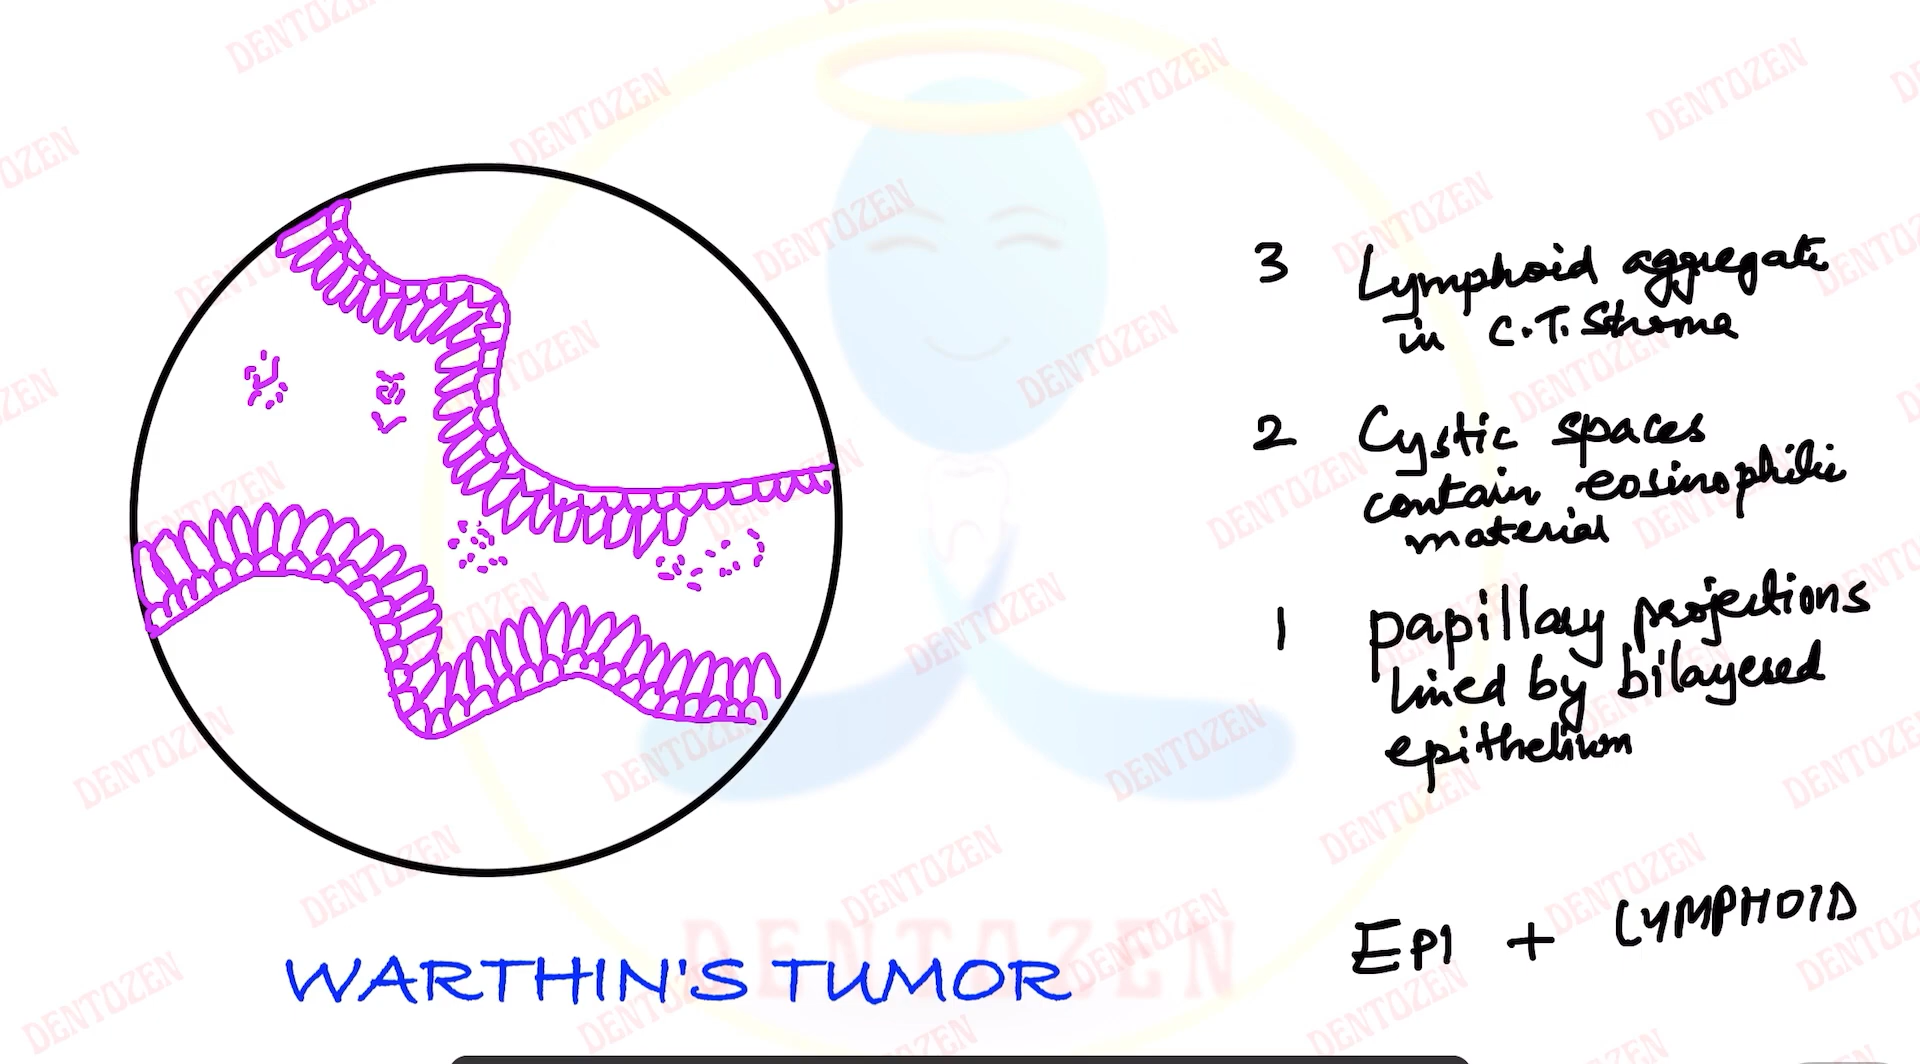 3 Lymphoid aggregate
in C.T. Stroma
2 Cystic spaces
contain eosinophilic
material
1 papillary projections
lined by bilayered
epithelium
EPI + LYMPHOID
WARTHIN'S TUMOR
DENTOZEN